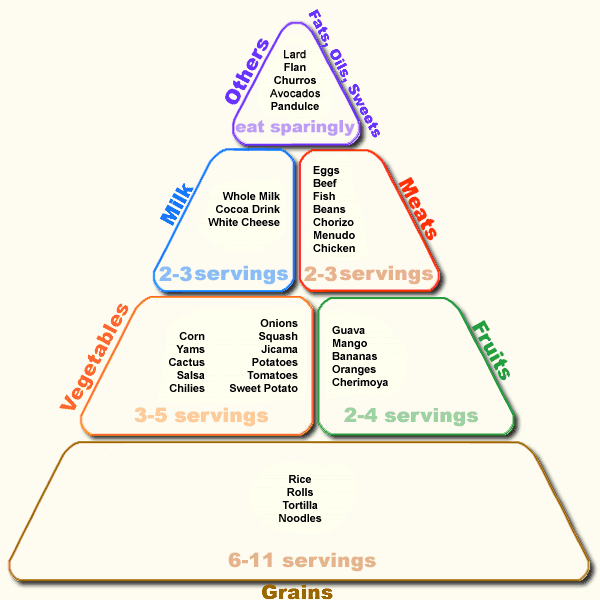 Others
Fats, Oils, Sweets
Lard
Flan
Churros
Avocados
Pandulce
eat sparingly
Milk
Whole Milk
Cocoa Drink
White Cheese
2-3 servings
Meats
Eggs
Beef
Fish
Beans
Chorizo
Menudo
Chicken
2-3 servings
Vegetables
Corn
Yams
Cactus
Salsa
Chilies
Onions
Squash
Jicama
Potatoes
Tomatoes
Sweet Potato
3-5 servings
Fruits
Guava
Mango
Bananas
Oranges
Cherimoya
2-4 servings
Rice
Rolls
Tortilla
Noodles
6-11 servings
Grains